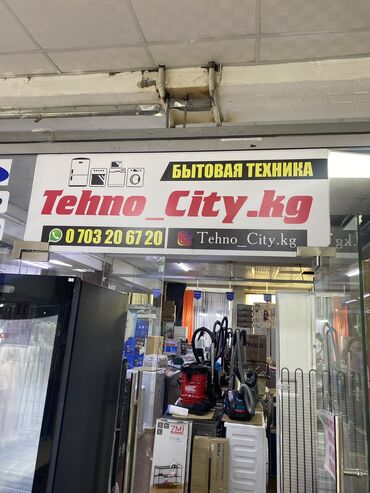 БЫТОВАЯ ТЕХНИКА
Tehno_City.kg
0 703 20 67 20
Tehno_City.kg
ZMI